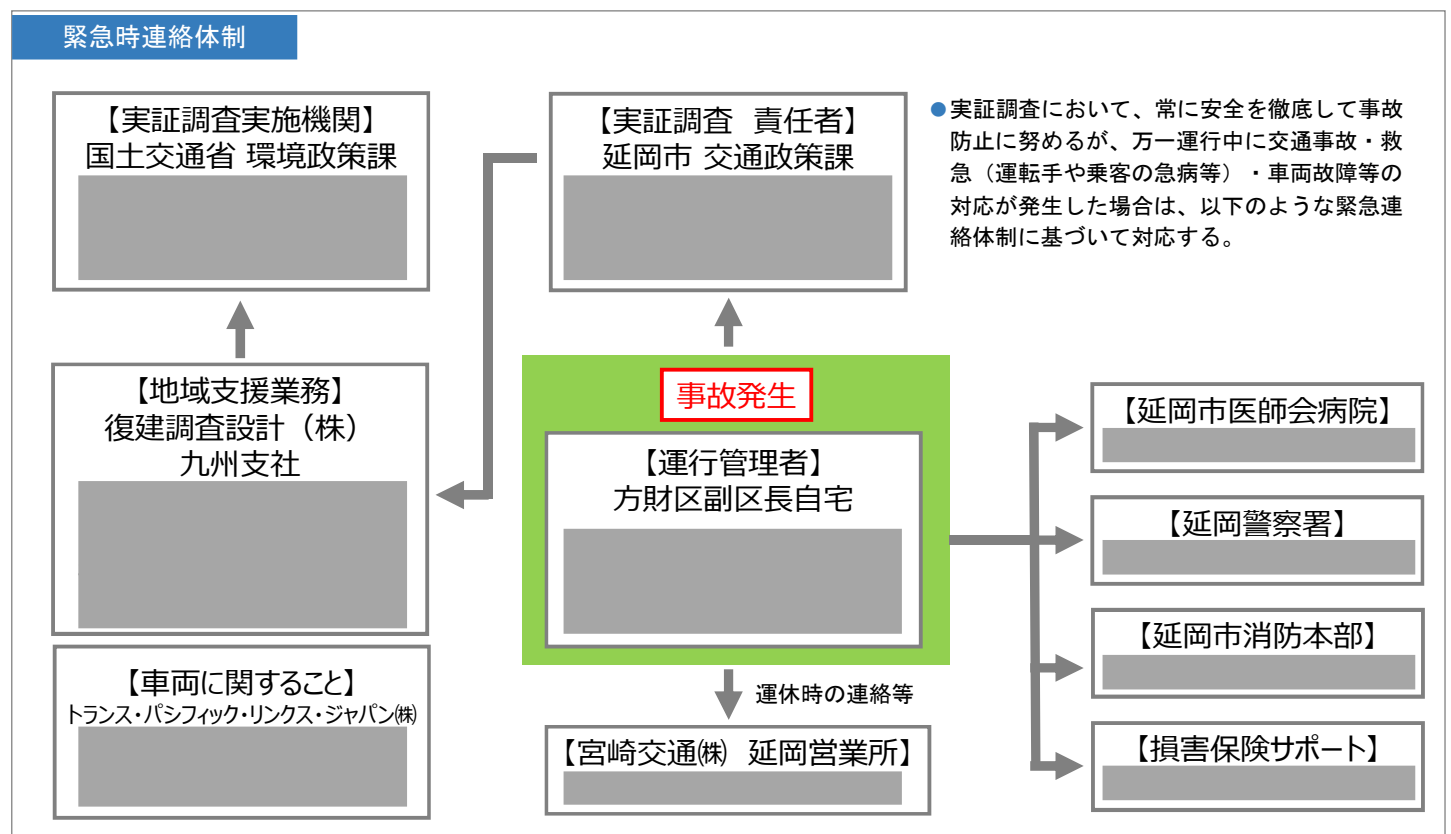 緊急時連絡体制
【実証調査実施機関】
国土交通省 環境政策課
【実証調査 責任者】
延岡市 交通政策課
●実証調査において、常に安全を徹底して事故
防止に努めるが、万一運行中に交通事故・救
急（運転手や乗客の急病等）・車両故障等の
対応が発生した場合は、以下のような緊急連
絡体制に基づいて対応する。
【地域支援業務】
復建調査設計（株）
九州支社
事故発生
【運行管理者】
方財区副区長自宅
【延岡市医師会病院】
【延岡警察署】
【延岡市消防本部】
【損害保険サポート】
【車両に関すること】
トランス・パシフィック・リンクス・ジャパン㈱
運休時の連絡等
【宮崎交通㈱ 延岡営業所】